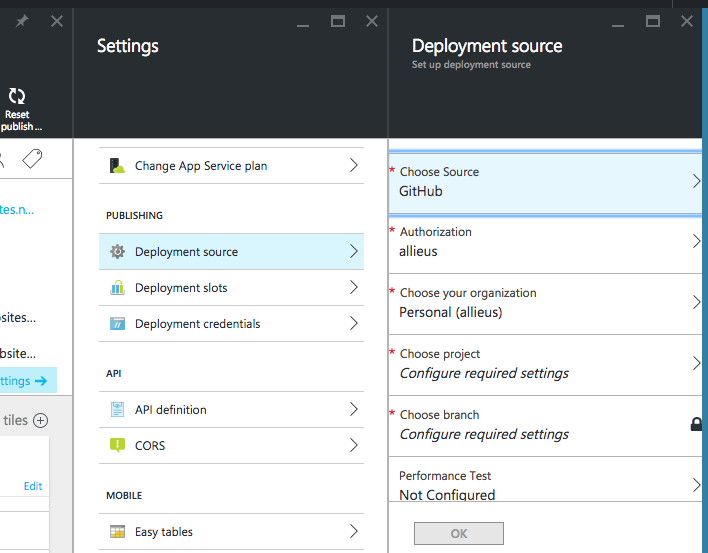 Reset
publish ...
tes.n...
sites...
bsite...
ttings
tiles
Edit
Settings
Change App Service plan
PUBLISHING
Deployment source
Deployment slots
Deployment credentials
API
API definition
CORS
MOBILE
Easy tables
Deployment source
Set up deployment source
* Choose Source
GitHub
* Authorization
allieus
* Choose your organization
Personal (allieus)
* Choose project
Configure required settings
* Choose branch
Configure required settings
Performance Test
Not Configured
OK